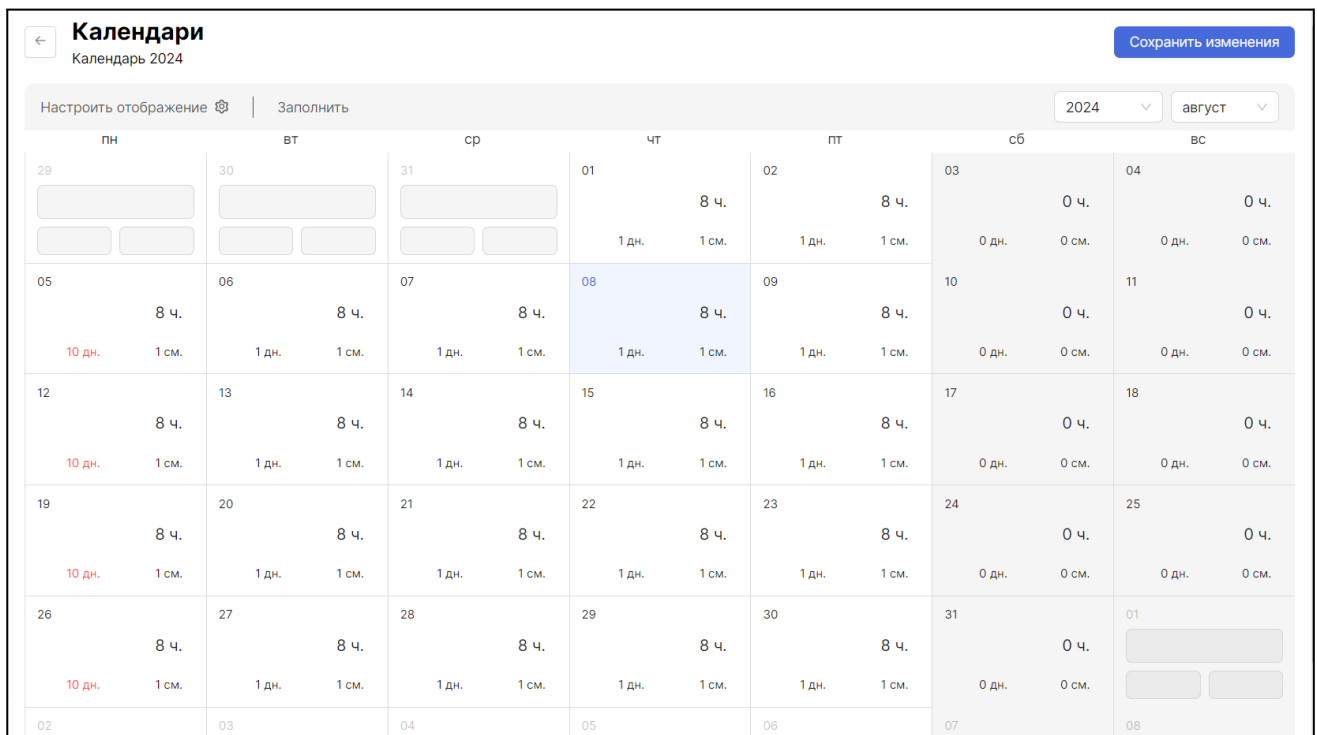 Календари
Календарь 2024
Сохранить изменения
Настроить отображение Заполнить 2024 август
пн вт ср чт пт сб вс
29 30 31 01 02 03 04
8 ч. 8 ч. 0 ч. 0 ч.
1 дн. 1 см. 1 дн. 1 см. 0 дн. 0 см. 0 дн. 0 см.
05 06 07 08 09 10 11
8 ч. 8 ч. 8 ч. 8 ч. 8 ч. 0 ч. 0 ч.
10 дн. 1 см. 1 дн. 1 см. 1 дн. 1 см. 1 дн. 1 см. 1 дн. 1 см. 0 дн. 0 см. 0 дн. 0 см.
12 13 14 15 16 17 18
8 ч. 8 ч. 8 ч. 8 ч. 8 ч. 0 ч. 0 ч.
10 дн. 1 см. 1 дн. 1 см. 1 дн. 1 см. 1 дн. 1 см. 1 дн. 1 см. 0 дн. 0 см. 0 дн. 0 см.
19 20 21 22 23 24 25
8 ч. 8 ч. 8 ч. 8 ч. 8 ч. 0 ч. 0 ч.
10 дн. 1 см. 1 дн. 1 см. 1 дн. 1 см. 1 дн. 1 см. 1 дн. 1 см. 0 дн. 0 см. 0 дн. 0 см.
26 27 28 29 30 31 01
8 ч. 8 ч. 8 ч. 8 ч. 8 ч. 0 ч.
10 дн. 1 см. 1 дн. 1 см. 1 дн. 1 см. 1 дн. 1 см. 1 дн. 1 см. 0 дн. 0 см.
02 03 04 05 06 07 08